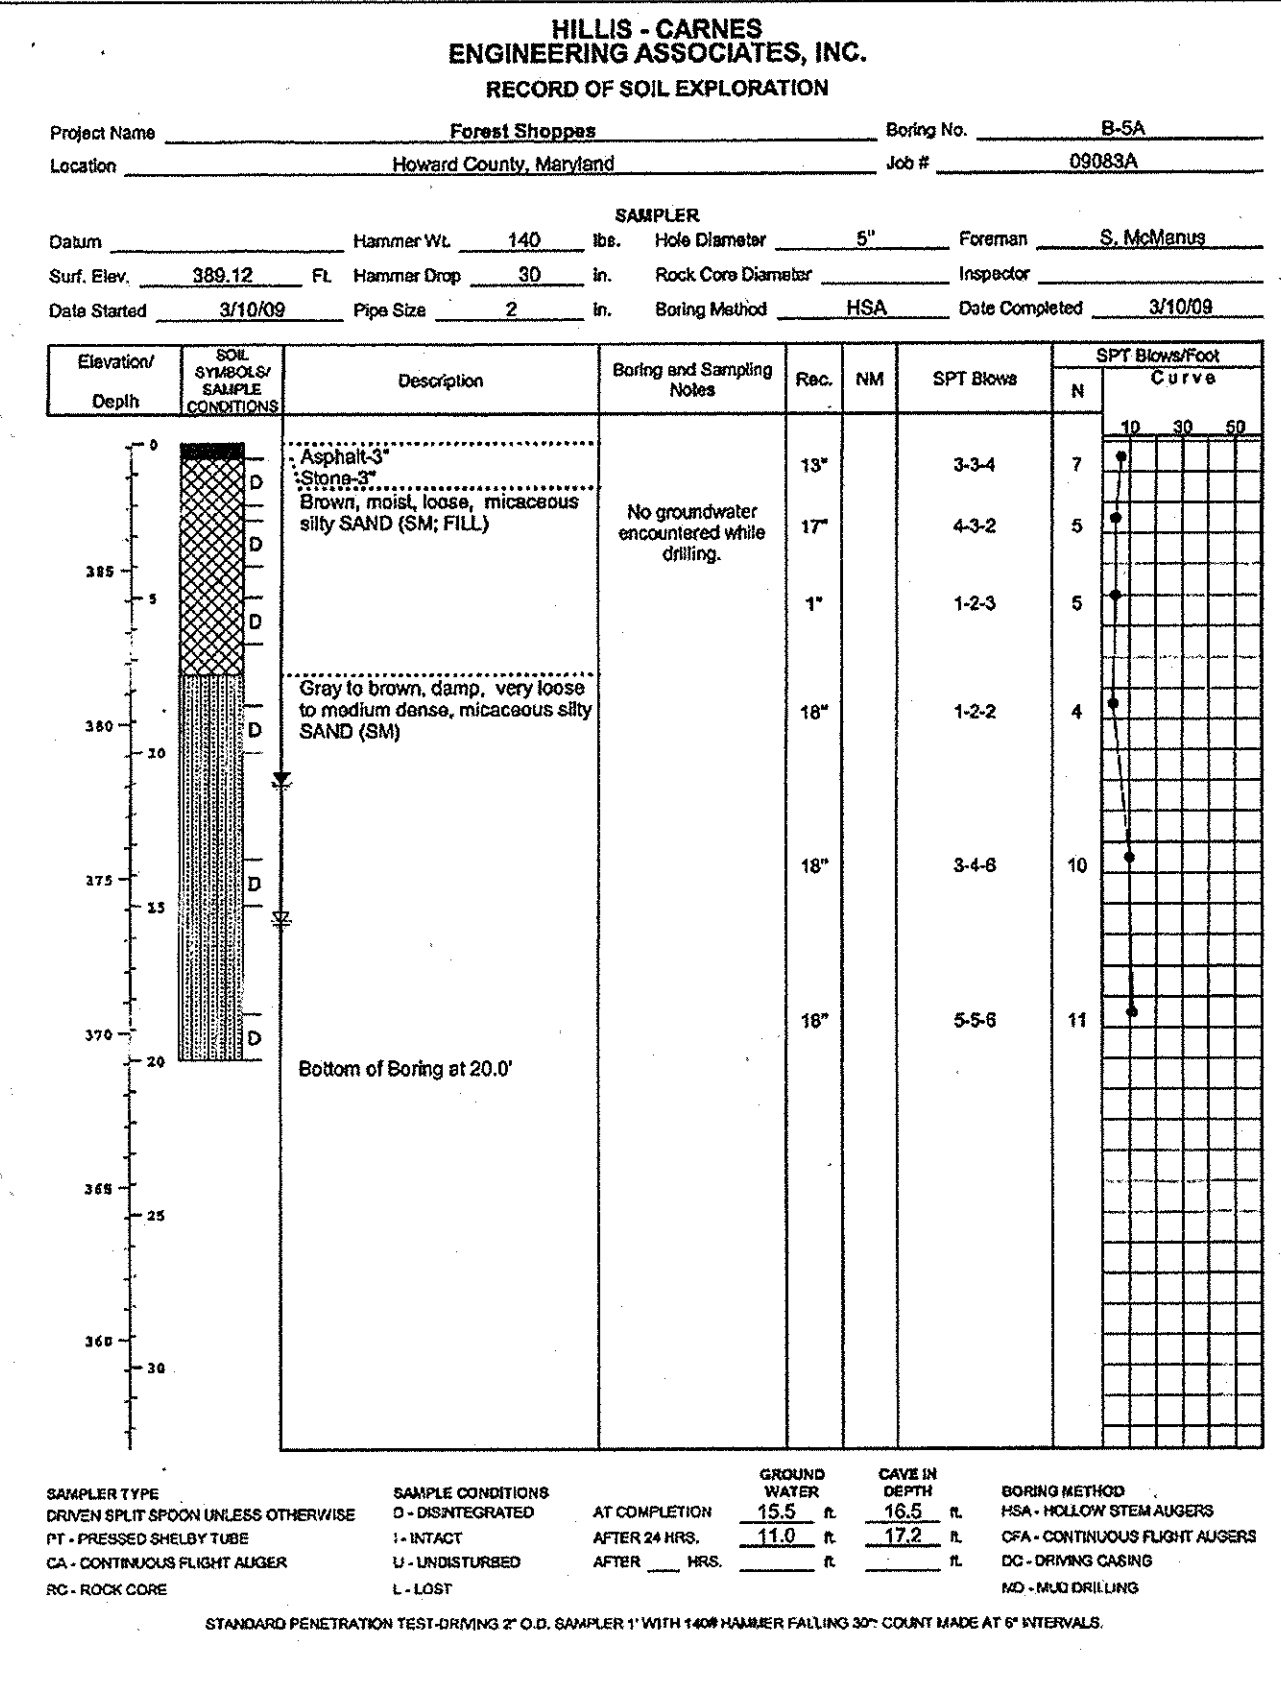 HILLIS - CARNES
ENGINEERING ASSOCIATES, INC.
RECORD OF SOIL EXPLORATION
Project Name Forest Shoppes Boring No. B-5A
Location Howard County, Maryland Job # 09083A
SAMPLER
Datum Hammer Wt. 140 lbs. Hole Diameter 5" Foreman S. McManus
Surf. Elev. 389.12 Ft. Hammer Drop 30 in. Rock Core Diameter Inspector
Date Started 3/10/09 Pipe Size 2 in. Boring Method HSA Date Completed 3/10/09
Elevation/ Depth SOIL SYMBOLS/ SAMPLE CONDITIONS Description Boring and Sampling Notes Rec. NM SPT Blows SPT Blows/Foot N Curve
10 30 50
0
Asphalt-3"
Stone-3"
D 13" 3-3-4 7
Brown, moist, loose, micaceous
silty SAND (SM; FILL)
No groundwater
encountered while
drilling.
D 17" 4-3-2 5
385
5
D 1" 1-2-3 5
Gray to brown, damp, very loose
to medium dense, micaceous silty
SAND (SM)
380 D 18" 1-2-2 4
10
375 D 18" 3-4-6 10
15
370 D 18" 5-5-6 11
20
Bottom of Boring at 20.0'
365
25
360
30
GROUND WATER CAVE IN DEPTH
SAMPLER TYPE SAMPLE CONDITIONS BORING METHOD
DRIVEN SPLIT SPOON UNLESS OTHERWISE D - DISINTEGRATED AT COMPLETION 15.5 ft. 16.5 ft. HSA - HOLLOW STEM AUGERS
PT - PRESSED SHELBY TUBE I - INTACT AFTER 24 HRS. 11.0 ft. 17.2 ft. CFA - CONTINUOUS FLIGHT AUGERS
CA - CONTINUOUS FLIGHT AUGER U - UNDISTURBED AFTER ___ HRS. ft. ft. DC - DRIVING CASING
RC - ROCK CORE L - LOST MD - MUD DRILLING
STANDARD PENETRATION TEST-DRIVING 2" O.D. SAMPLER 1' WITH 140# HAMMER FALLING 30": COUNT MADE AT 6" INTERVALS.